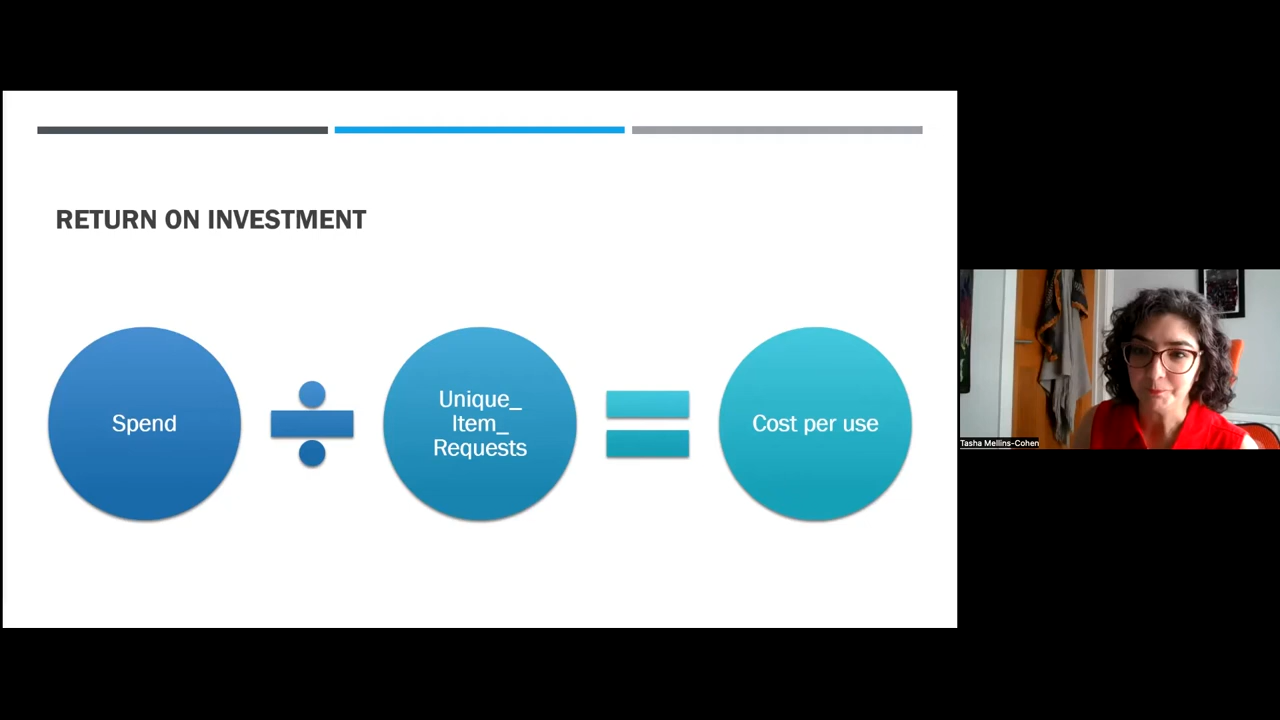 RETURN ON INVESTMENT
Spend
Unique_
Item_
Requests
Cost per use
Tasha Mellins-Cohen